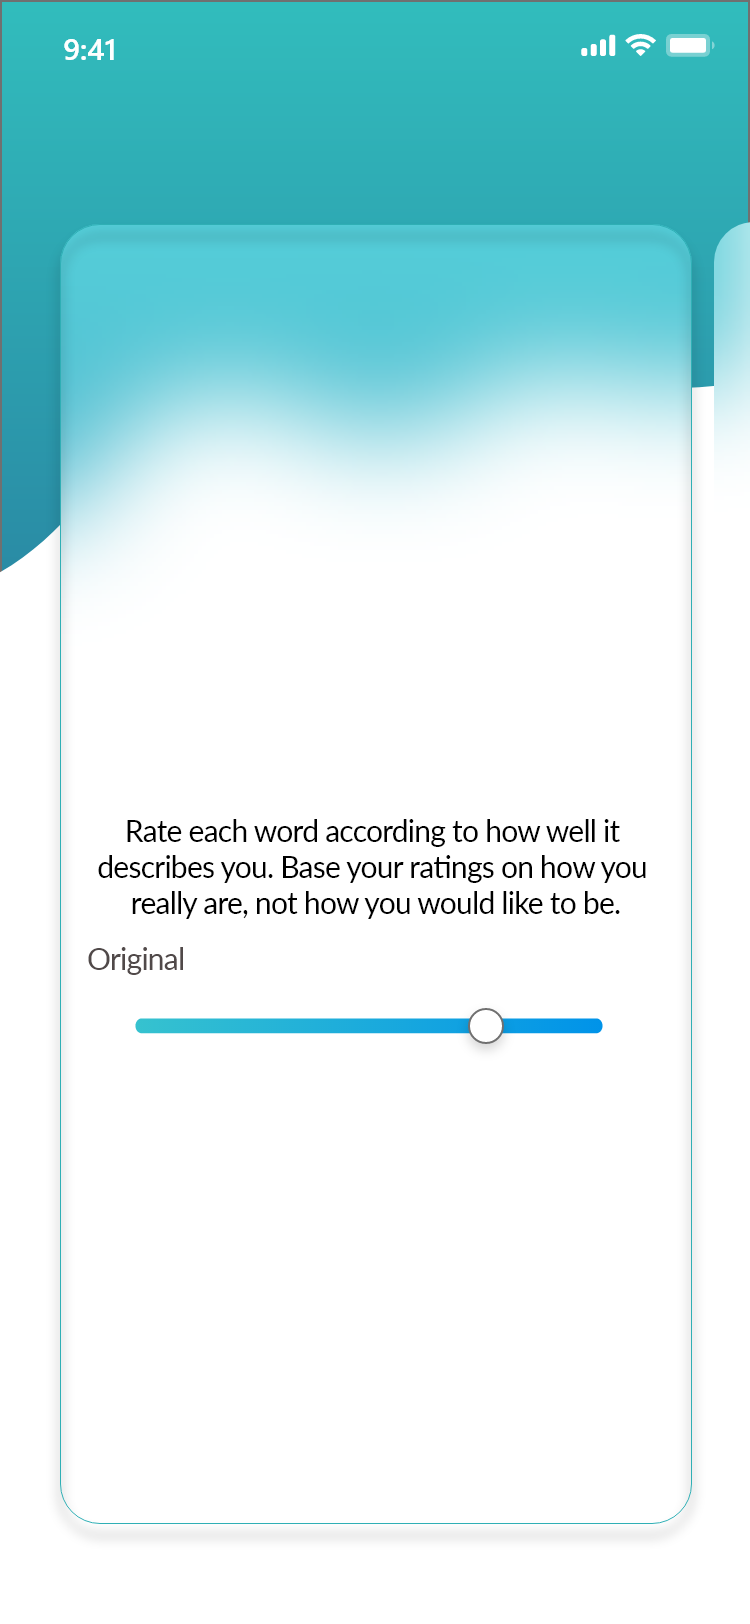 9:41
Rate each word according to how well it
describes you. Base your ratings on how you
really are, not how you would like to be.
Original